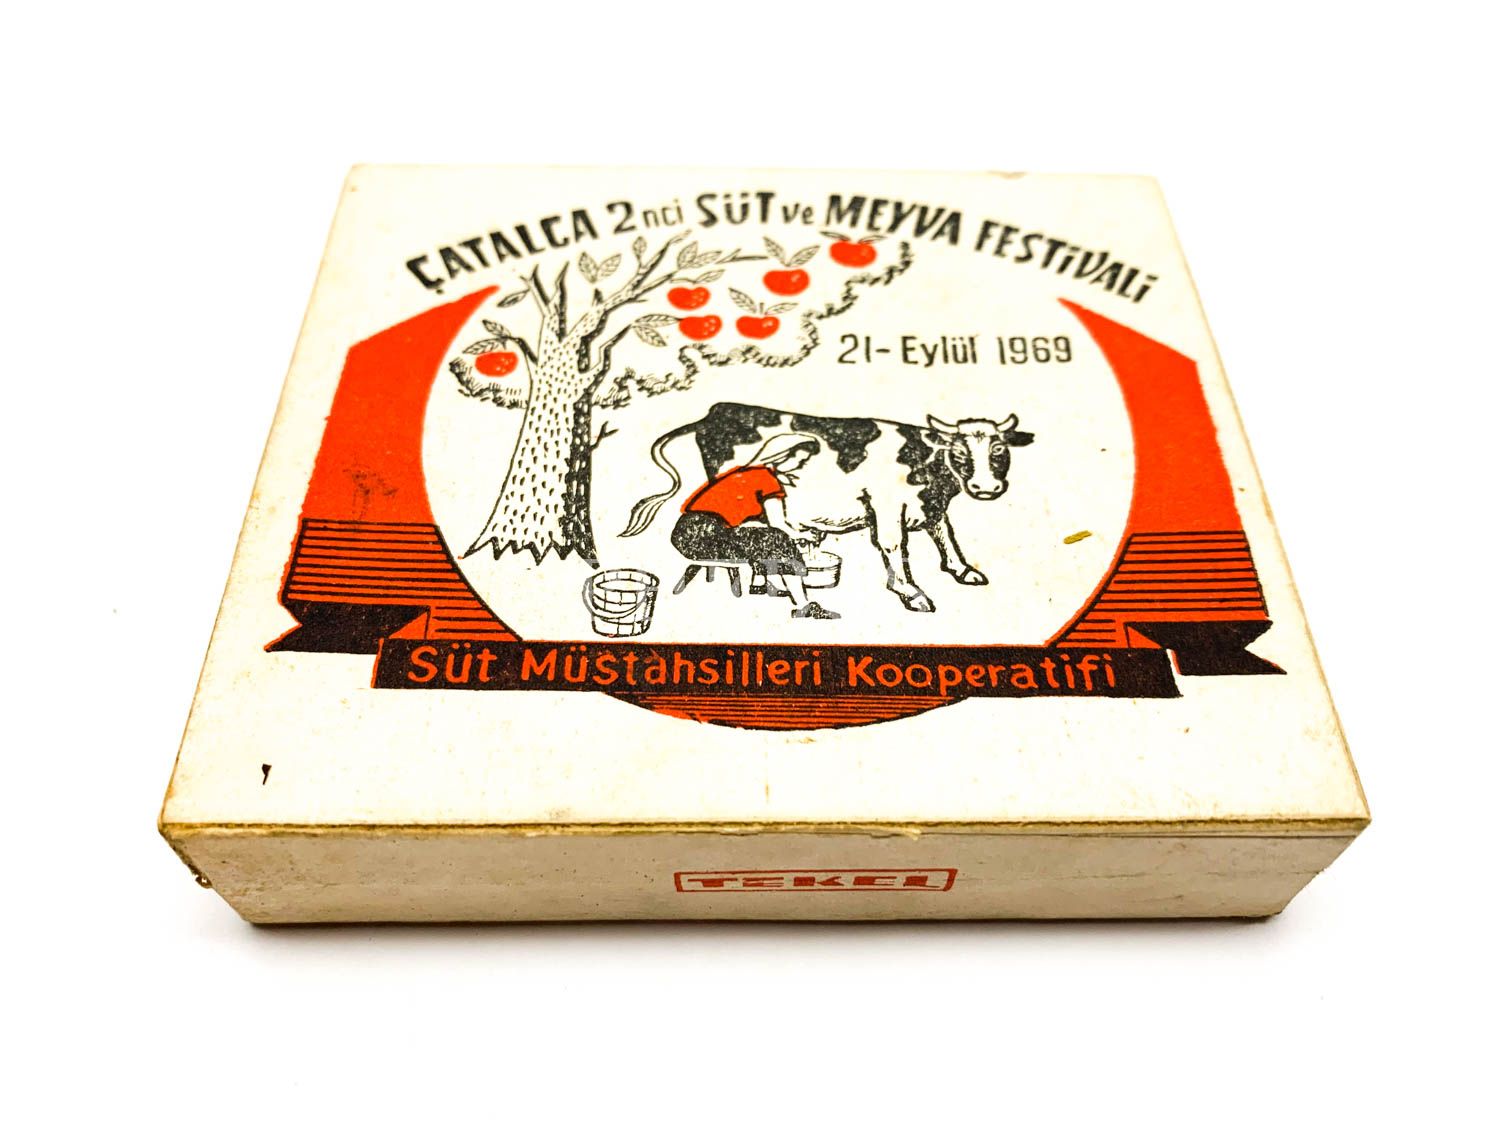 ÇATALCA 2nci SÜT ve MEYVA FESTİVALİ
21-Eylül 1969
Süt Müstahsilleri Kooperatifi
TEKEL